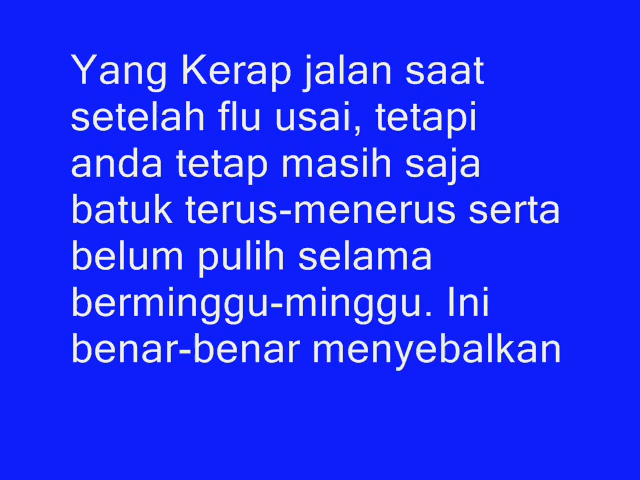 Yang Kerap jalan saat
setelah flu usai, tetapi
anda tetap masih saja
batuk terus-menerus serta
belum pulih selama
berminggu-minggu. Ini
benar-benar menyebalkan